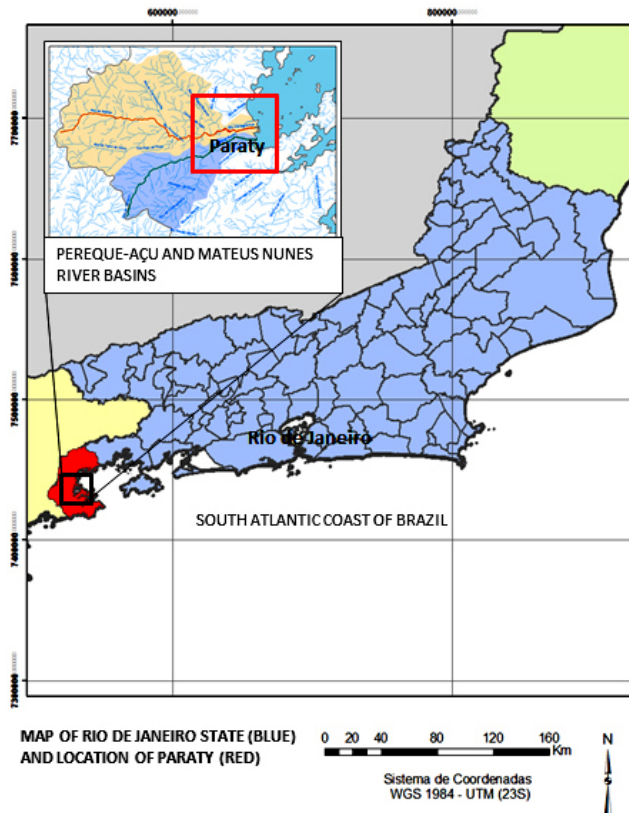 600000
800000
7700000
Paraty
PEREQUE-AÇU AND MATEUS NUNES
RIVER BASINS
7600000
7500000
Rio de Janeiro
SOUTH ATLANTIC COAST OF BRAZIL
7400000
7300000
MAP OF RIO DE JANEIRO STATE (BLUE)
AND LOCATION OF PARATY (RED)
0 20 40 80 120 160
Km
N
Sistema de Coordenadas
WGS 1984 - UTM (23S)